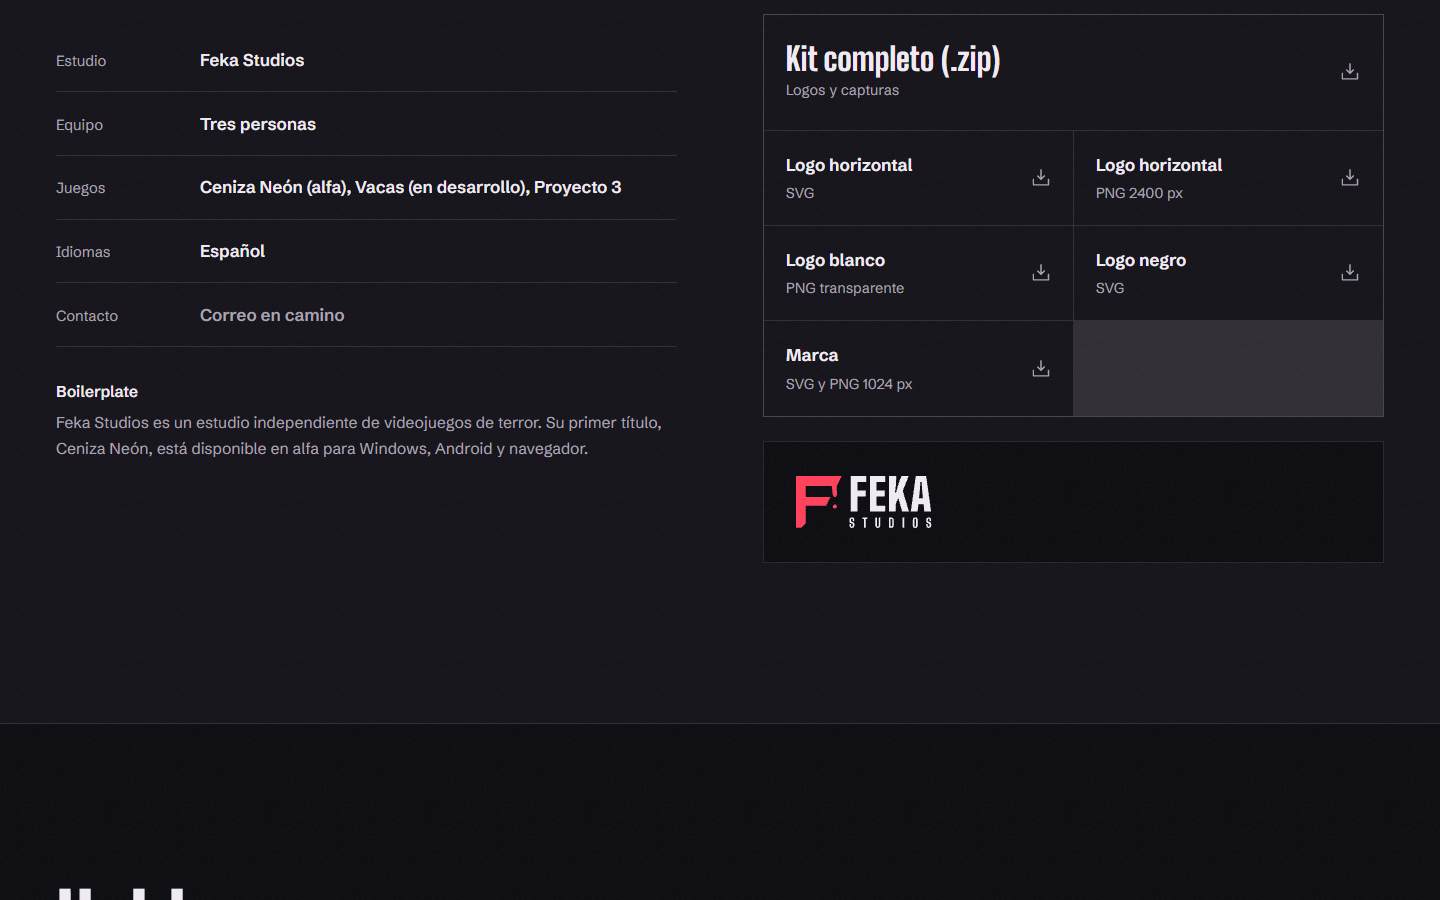 Estudio
Feka Studios
Equipo
Tres personas
Juegos
Ceniza Neón (alfa), Vacas (en desarrollo), Proyecto 3
Idiomas
Español
Contacto
Correo en camino
Boilerplate
Feka Studios es un estudio independiente de videojuegos de terror. Su primer título,
Ceniza Neón, está disponible en alfa para Windows, Android y navegador.
Kit completo (.zip)
Logos y capturas
Logo horizontal
SVG
Logo horizontal
PNG 2400 px
Logo blanco
PNG transparente
Logo negro
SVG
Marca
SVG y PNG 1024 px
FEKA
STUDIOS